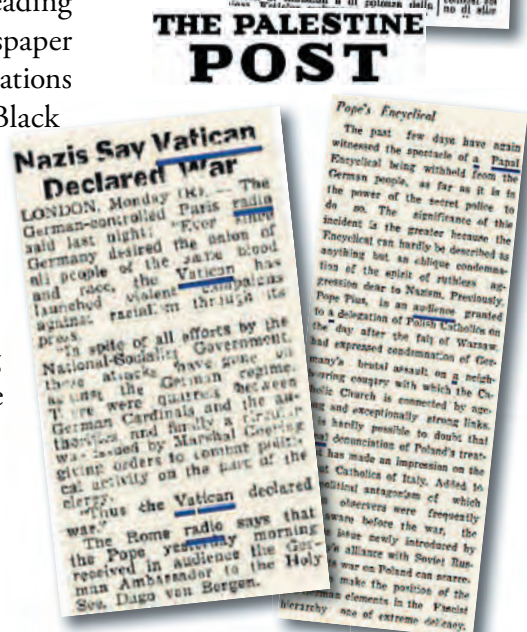 eading
spaper
ations
Black
e
THE PALESTINE
POST
Nazis Say Vatican
Declared War
LONDON, Monday (R). — The
German-controlled Paris radio
said last night: "Ever since
Germany desired the union of
all people of the same blood
and race, the Vatican has
launched violent campaigns
against racialism through its
press.
"In spite of all efforts by the
National-Socialist Government,
these attacks have gone on
against the German regime.
There were quarrels between
German Cardinals and the au-
thorities, and finally a circular
was issued by Marshal Goering
giving orders to combat politi-
cal activity on the part of the
clergy.
"Thus the Vatican declared
war."
The Rome radio says that
the Pope yesterday morning
received in audience the Ger-
man Ambassador to the Holy
See, Dugo von Bergen.
Pope's Encyclical
The past few days have again
witnessed the spectacle of a Papal
Encyclical being withheld from the
German people, as far as it is in
the power of the secret police to
do so. The significance of this
incident is the greater because the
Encyclical can hardly be described as
anything but an oblique condemna-
tion of the spirit of ruthless ag-
gression dear to Nazism. Previously,
Pope Pius, in an audience granted
to a delegation of Polish Catholics on
the day after the fall of Warsaw,
had expressed condemnation of Ger-
many's brutal assault on a neigh-
bouring country with which the Ca-
holic Church is connected by age-
and exceptionally strong links.
is hardly possible to doubt that
denunciation of Poland's treat-
has made an impression on the
Catholics of Italy. Added to
political antagonism of which
observers were frequently
aware before the war, the
issue newly introduced by
alliance with Soviet Rus-
war on Poland can scarce-
make the position of the
elements in the Fascist
hierarchy one of extreme delicacy.